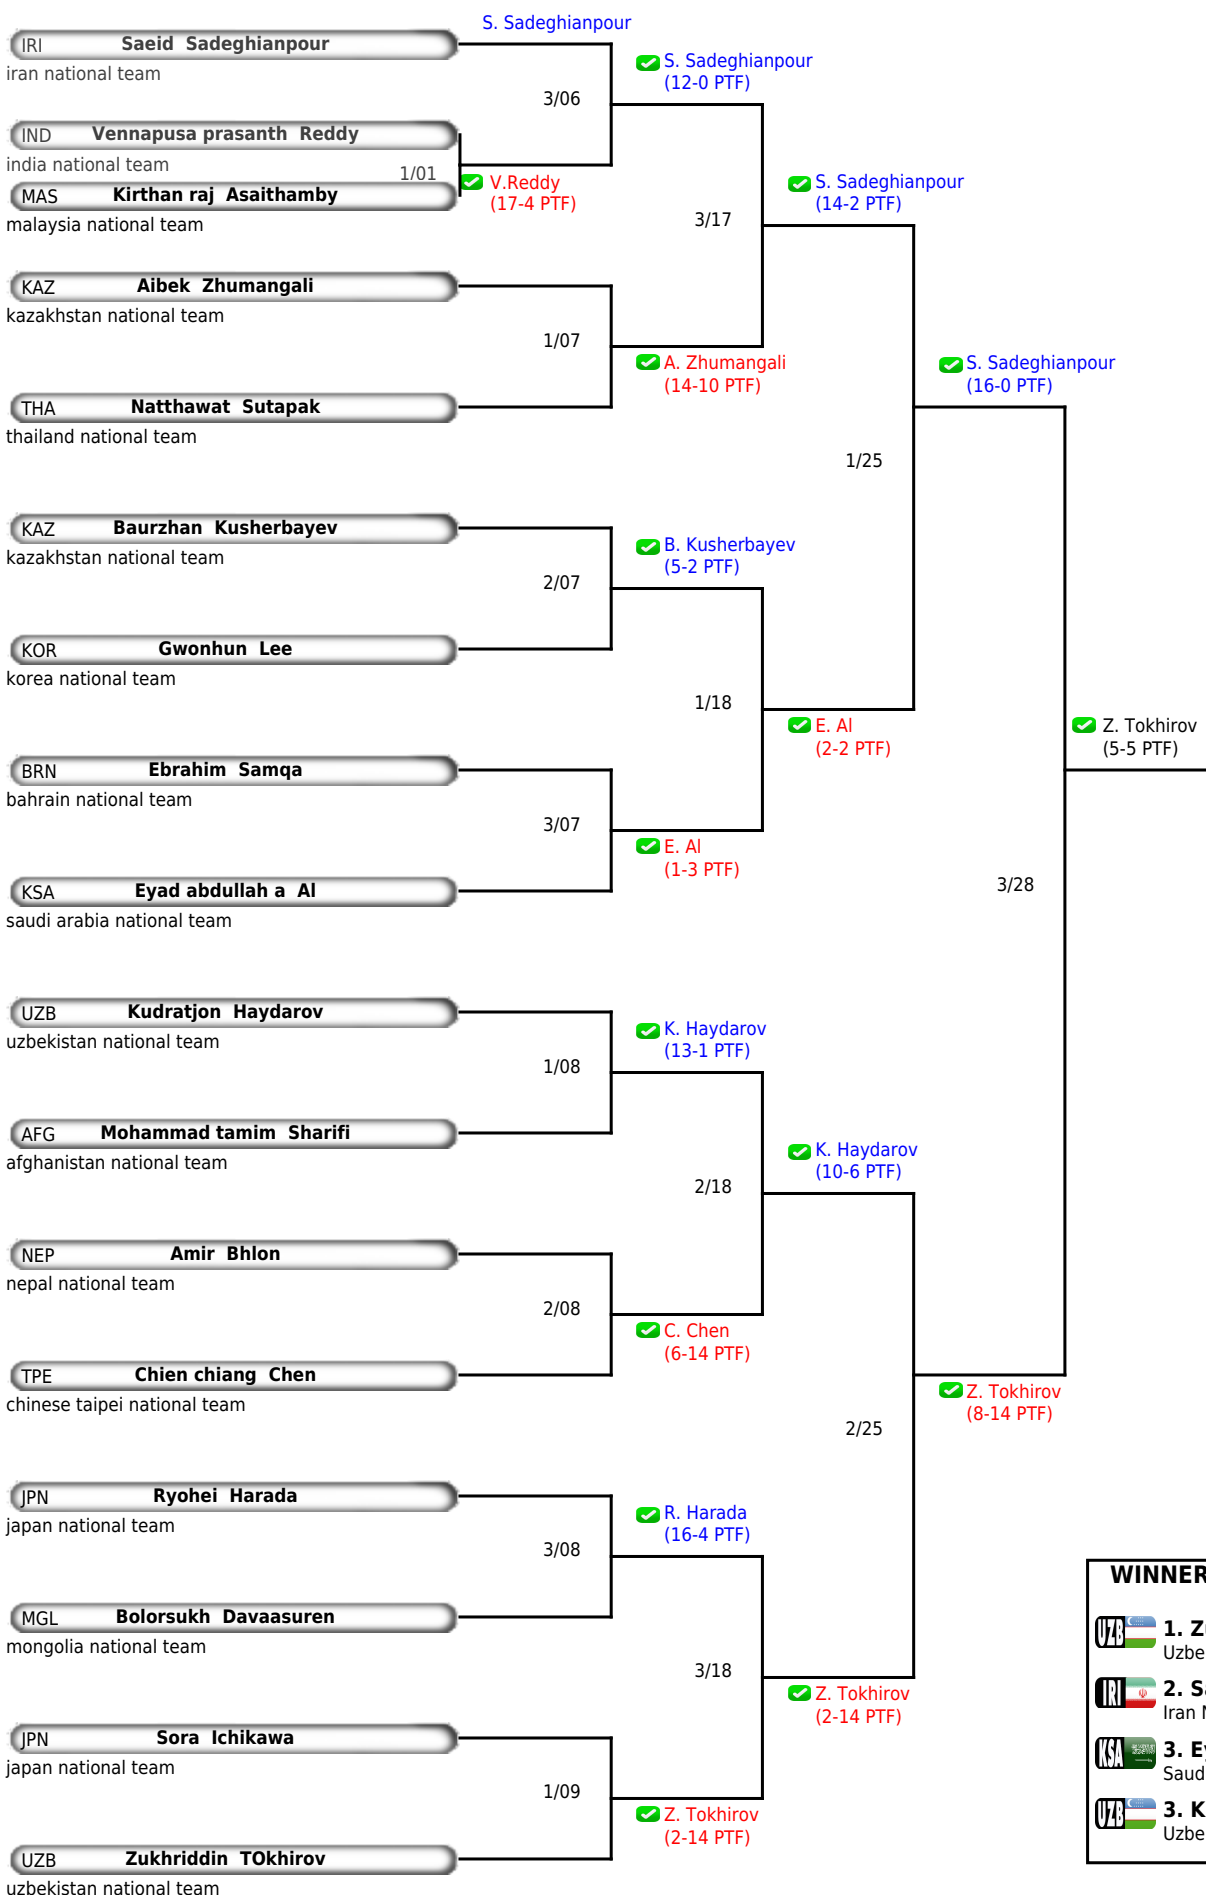 S. Sadeghianpour
IRI Saeid Sadeghianpour
iran national team
S. Sadeghianpour
(12-0 PTF)
3/06
IND Vennapusa prasanth Reddy
india national team
1/01
V.Reddy
(17-4 PTF)
MAS Kirthan raj Asaithamby
malaysia national team
S. Sadeghianpour
(14-2 PTF)
3/17
KAZ Aibek Zhumangali
kazakhstan national team
1/07
A. Zhumangali
(14-10 PTF)
S. Sadeghianpour
(16-0 PTF)
THA Natthawat Sutapak
thailand national team
1/25
KAZ Baurzhan Kusherbayev
kazakhstan national team
B. Kusherbayev
(5-2 PTF)
2/07
KOR Gwonhun Lee
korea national team
1/18
E. Al
(2-2 PTF)
Z. Tokhirov
(5-5 PTF)
BRN Ebrahim Samqa
bahrain national team
3/07
E. Al
(1-3 PTF)
KSA Eyad abdullah a Al
saudi arabia national team
3/28
UZB Kudratjon Haydarov
uzbekistan national team
K. Haydarov
(13-1 PTF)
1/08
AFG Mohammad tamim Sharifi
afghanistan national team
K. Haydarov
(10-6 PTF)
2/18
NEP Amir Bhlon
nepal national team
2/08
C. Chen
(6-14 PTF)
TPE Chien chiang Chen
chinese taipei national team
Z. Tokhirov
(8-14 PTF)
2/25
JPN Ryohei Harada
japan national team
R. Harada
(16-4 PTF)
3/08
MGL Bolorsukh Davaasuren
mongolia national team
3/18
Z. Tokhirov
(2-14 PTF)
JPN Sora Ichikawa
japan national team
1/09
Z. Tokhirov
(2-14 PTF)
UZB Zukhriddin TOkhirov
uzbekistan national team
WINNER
UZB 1. Z
Uzbe
IRI 2. Sa
Iran
KSA 3. Ey
Saud
UZB 3. K
Uzbe